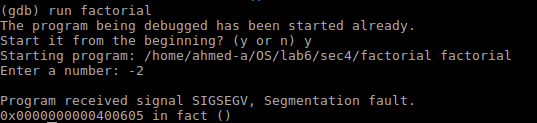 (gdb) run factorial
The program being debugged has been started already.
Start it from the beginning? (y or n) y
Starting program: /home/ahmed-a/OS/lab6/sec4/factorial factorial
Enter a number: -2
Program received signal SIGSEGV, Segmentation fault.
0x0000000000400605 in fact ()